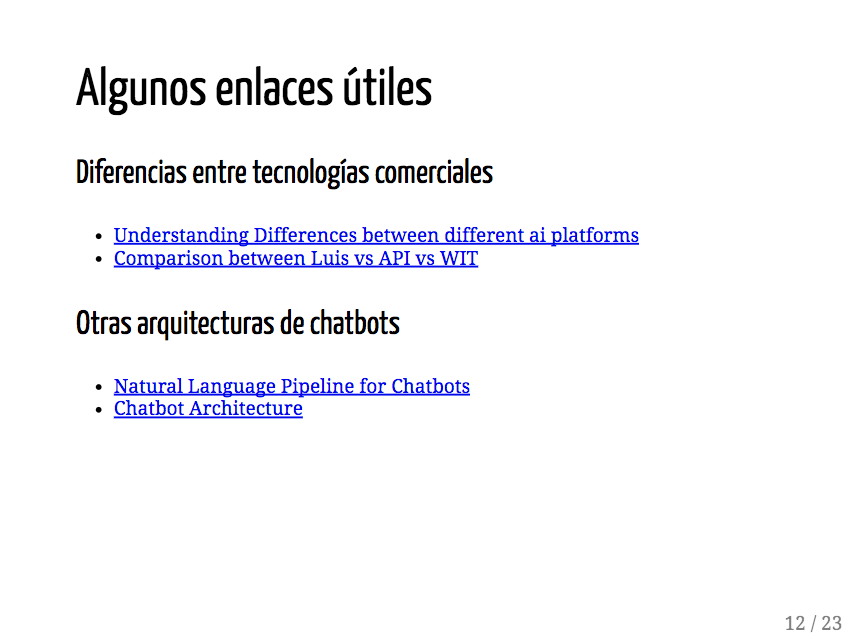 Algunos enlaces útiles
Diferencias entre tecnologías comerciales
• Understanding Differences between different ai platforms
• Comparison between Luis vs API vs WIT
Otras arquitecturas de chatbots
• Natural Language Pipeline for Chatbots
• Chatbot Architecture
12 / 23